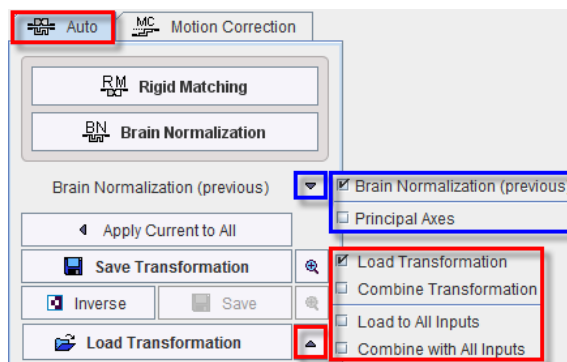 Auto
MC Motion Correction
RM Rigid Matching
BN Brain Normalization
Brain Normalization (previous)
Brain Normalization (previous
Principal Axes
Apply Current to All
Save Transformation
Load Transformation
Combine Transformation
Inverse
Save
Load to All Inputs
Load Transformation
Combine with All Inputs